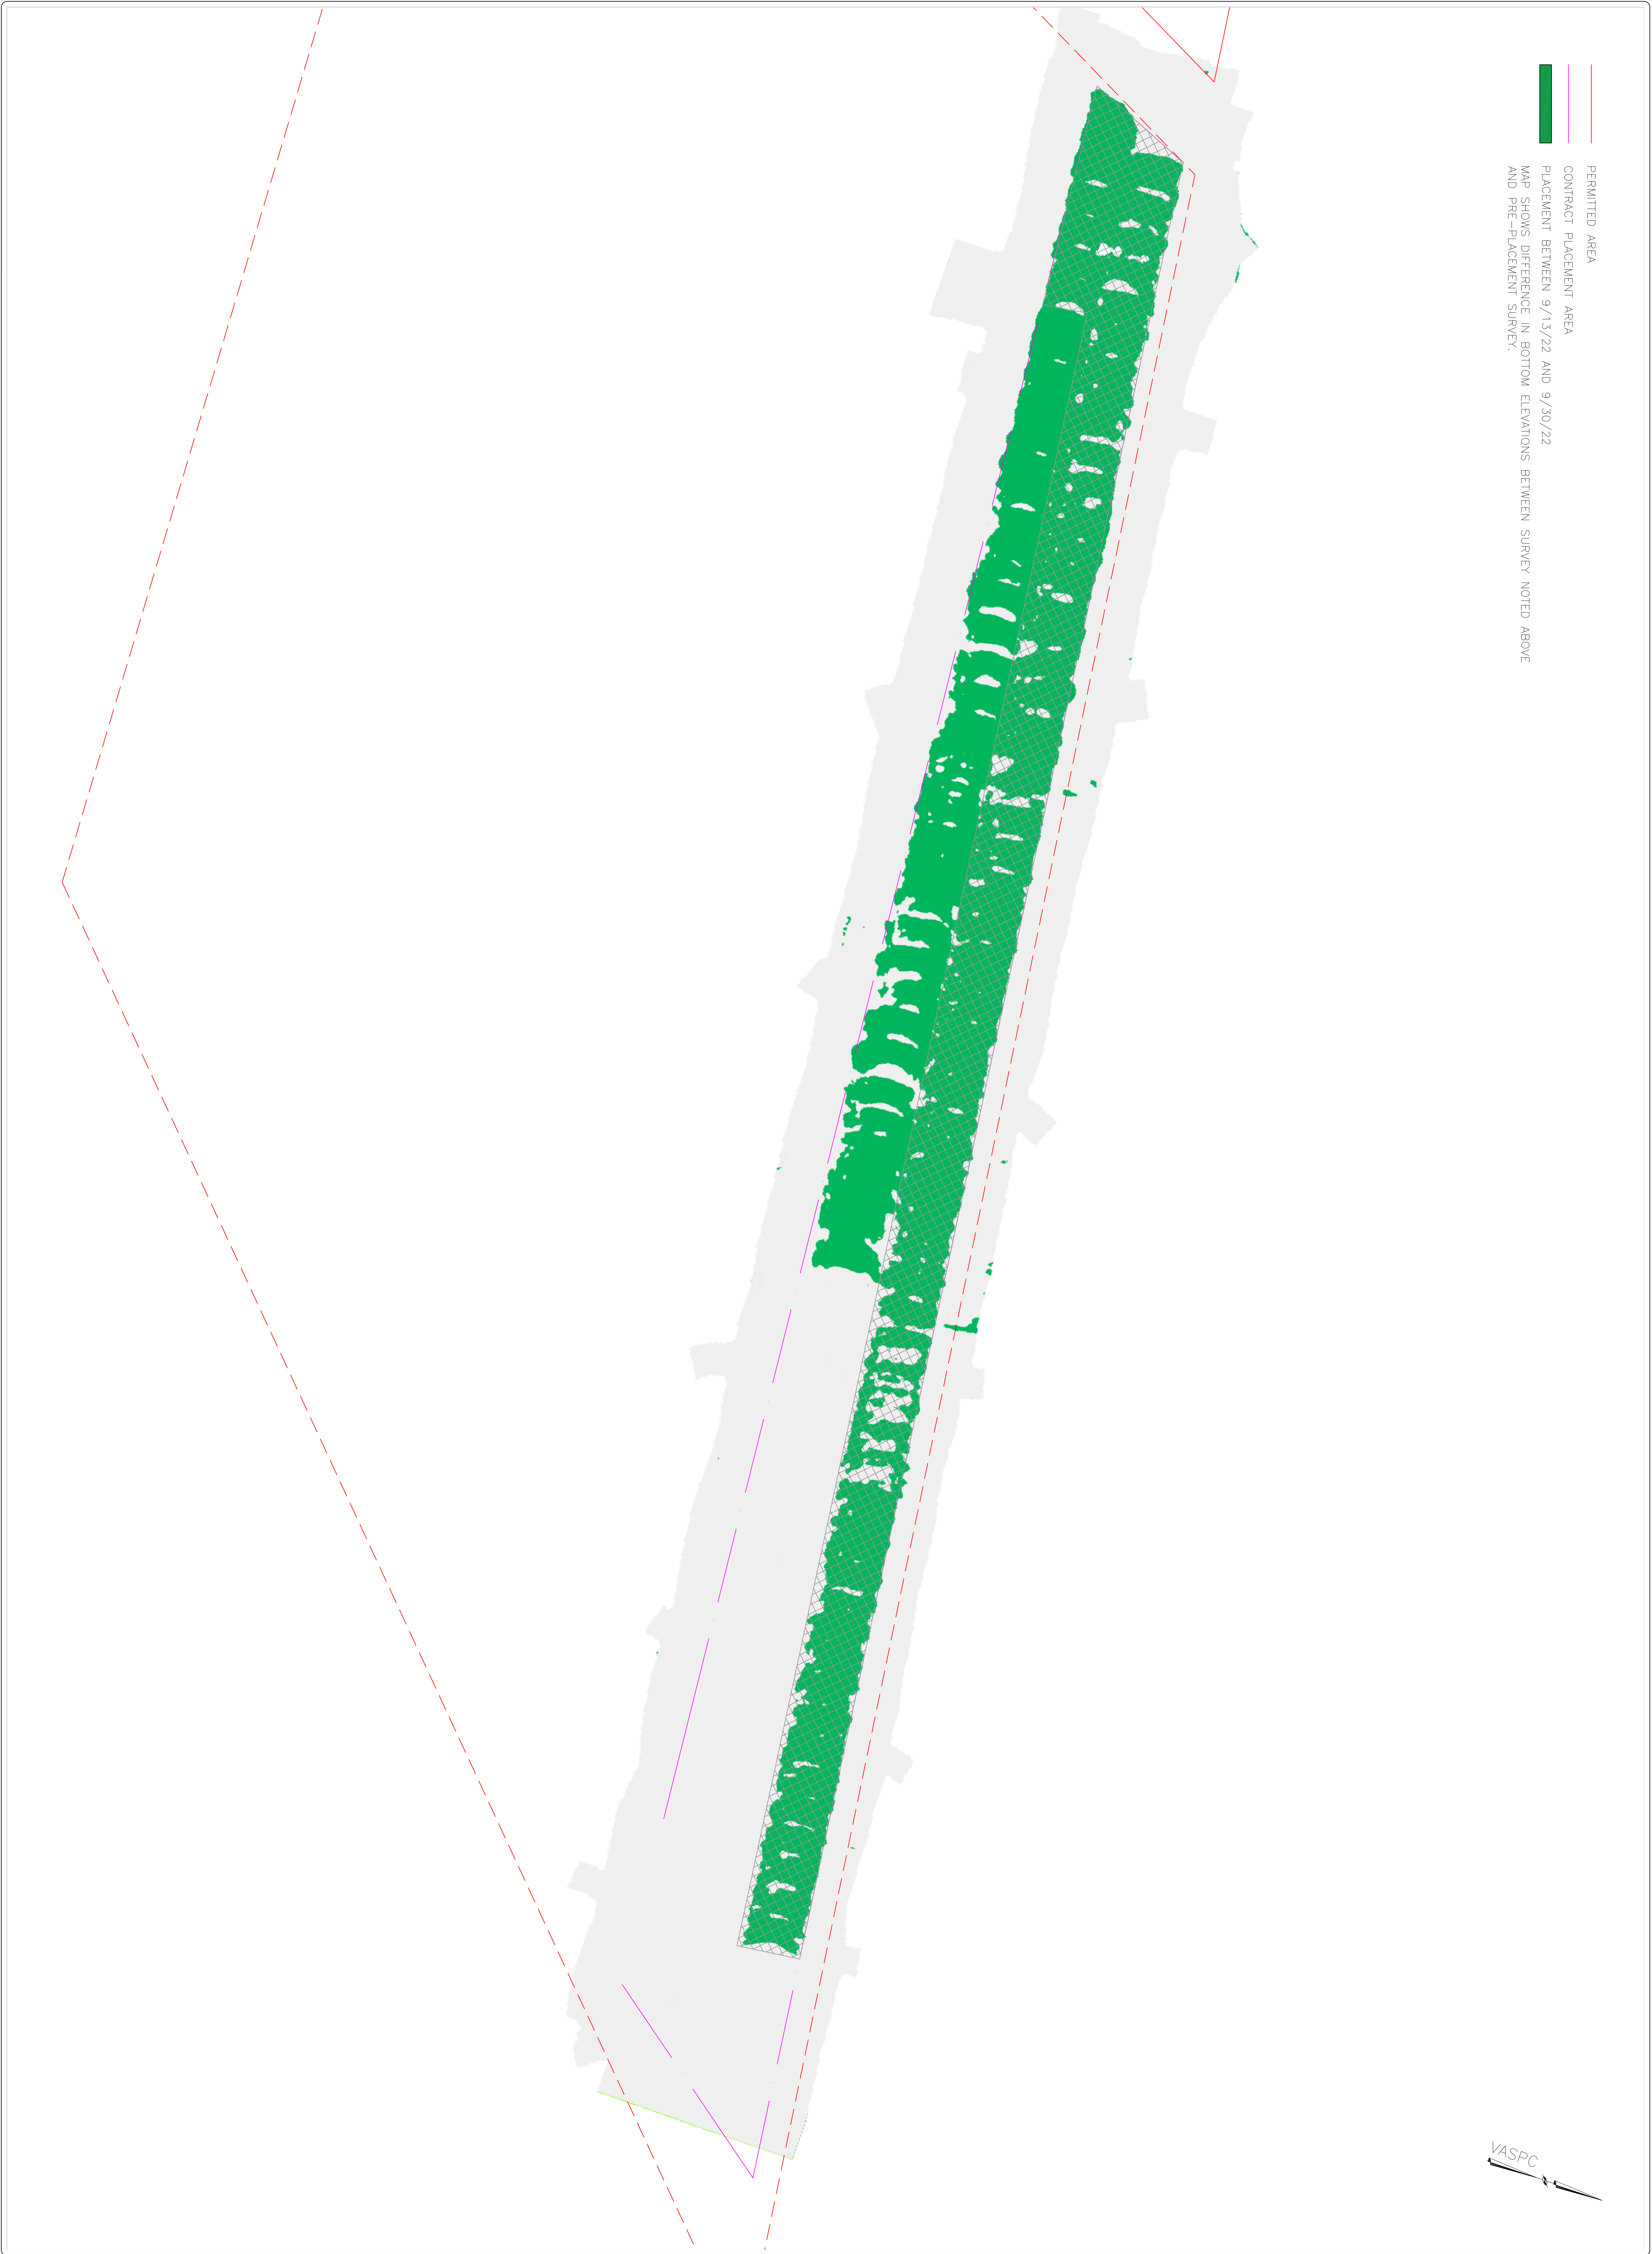 PERMITTED AREA
CONTRACT PLACEMENT AREA
PLACEMENT BETWEEN 9/13/22 AND 9/30/22
MAP SHOWS DIFFERENCE IN BOTTOM ELEVATIONS BETWEEN SURVEY NOTED ABOVE
AND PRE-PLACEMENT SURVEY.
VASPC